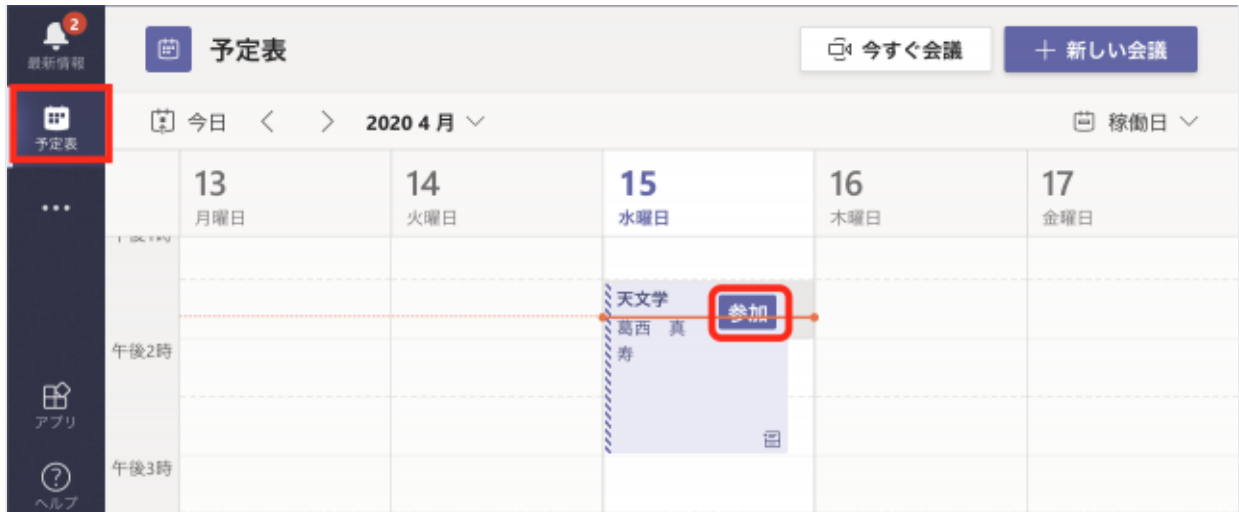 2
最新情報
予定表
アプリ
ヘルプ
予定表
今すぐ会議
＋ 新しい会議
今日 < > 2020 4 月
稼働日
13
月曜日
14
火曜日
15
水曜日
16
木曜日
17
金曜日
天文学
参加
葛西 真
寿
午後2時
午後3時